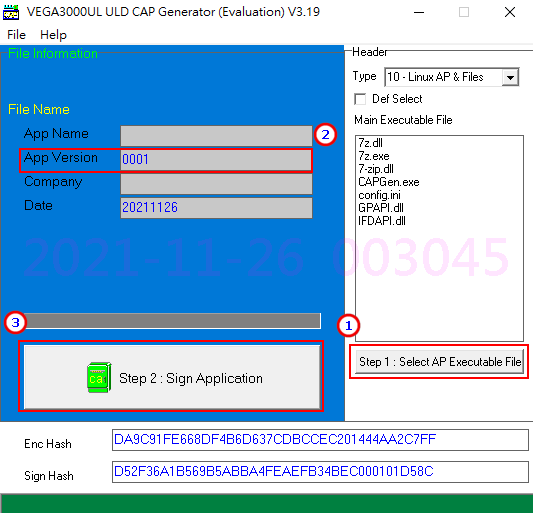 VEGA3000UL ULD CAP Generator (Evaluation) V3.19
File Help
File Information
File Name
App Name
2
App Version 0001
Company
Date 20211126
2021-11-26 003045
3
cap
Step 2 : Sign Application
Header
Type 10 - Linux AP & Files
Def Select
Main Executable File
7z.dll
7z.exe
7-zip.dll
CAPGen.exe
config.ini
GPAPI.dll
IFDAPI.dll
1
Step 1 : Select AP Executable File
Enc Hash DA9C91FE668DF4B6D637CDBCCEC201444AA2C7FF
Sign Hash D52F36A1B569B5ABBA4FEAEFB34BEC000101D58C